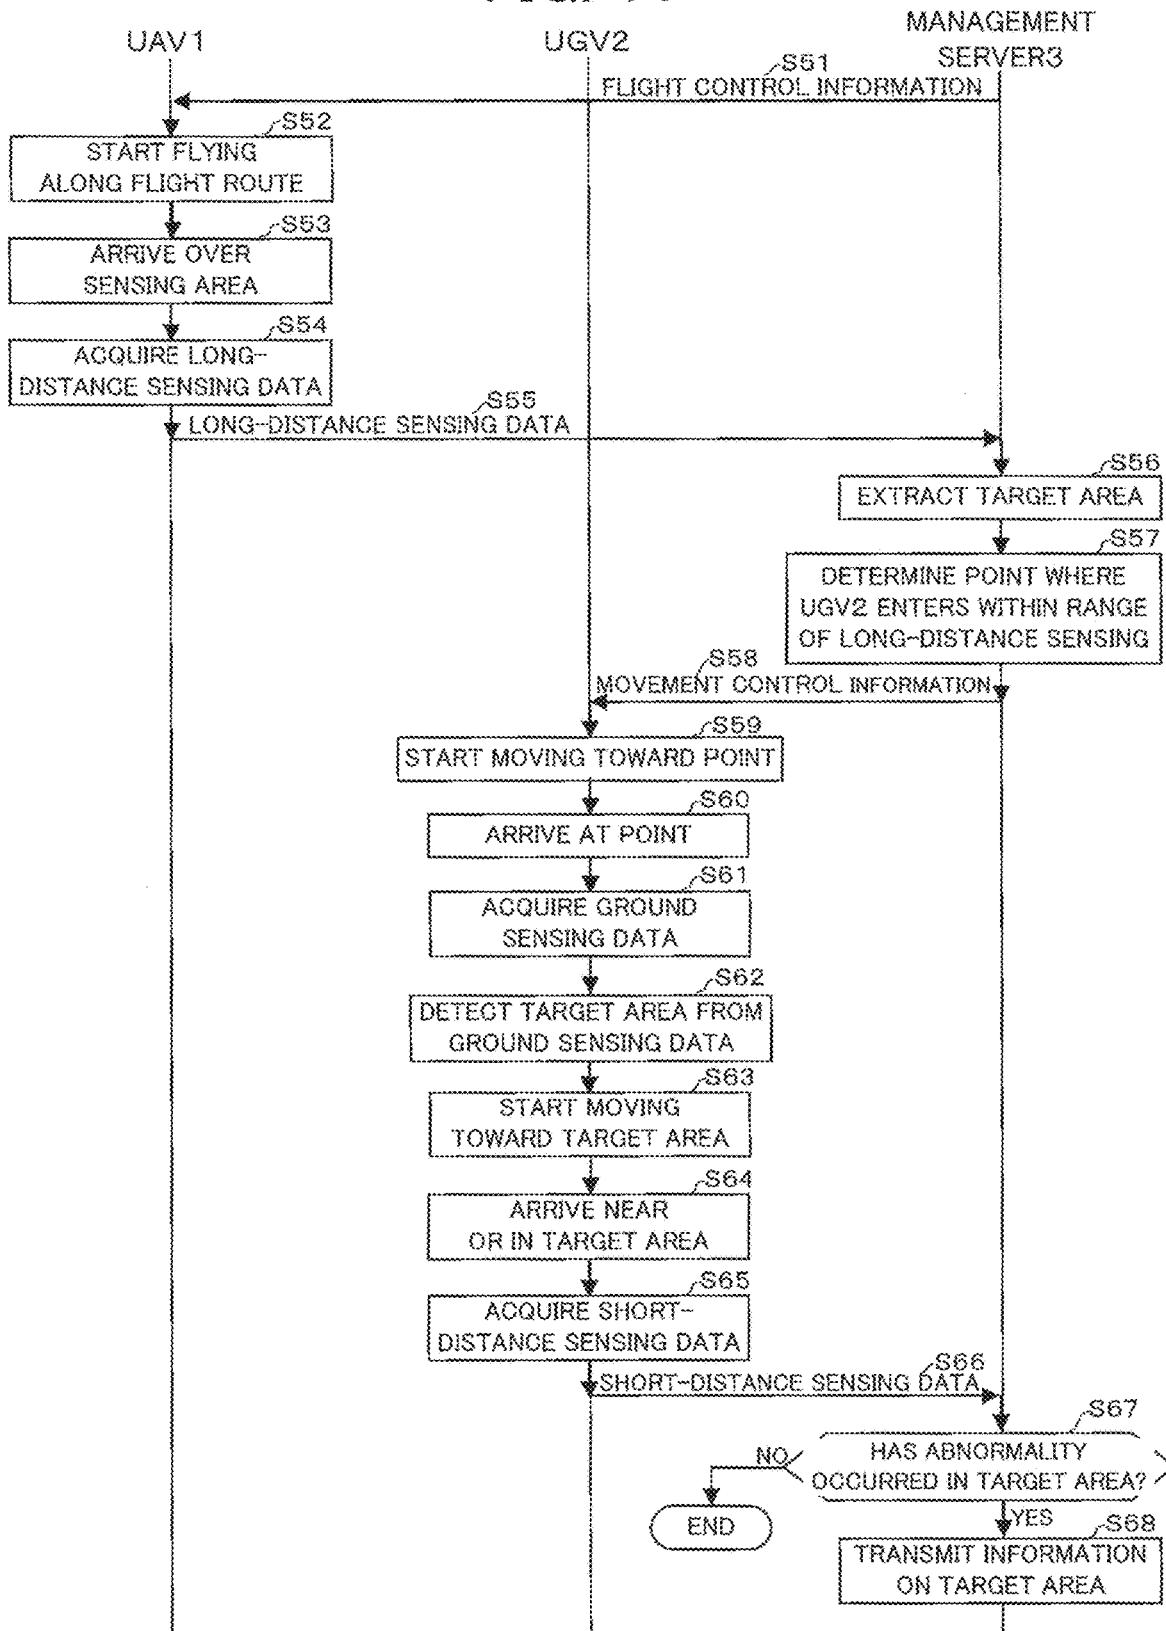 UAV1
UGV2
MANAGEMENT
SERVER3
S51
FLIGHT CONTROL INFORMATION
S52
START FLYING
ALONG FLIGHT ROUTE
S53
ARRIVE OVER
SENSING AREA
S54
ACQUIRE LONG-
DISTANCE SENSING DATA
S55
LONG-DISTANCE SENSING DATA
S56
EXTRACT TARGET AREA
S57
DETERMINE POINT WHERE
UGV2 ENTERS WITHIN RANGE
OF LONG-DISTANCE SENSING
S58
MOVEMENT CONTROL INFORMATION
S59
START MOVING TOWARD POINT
S60
ARRIVE AT POINT
S61
ACQUIRE GROUND
SENSING DATA
S62
DETECT TARGET AREA FROM
GROUND SENSING DATA
S63
START MOVING
TOWARD TARGET AREA
S64
ARRIVE NEAR
OR IN TARGET AREA
S65
ACQUIRE SHORT-
DISTANCE SENSING DATA
S66
SHORT-DISTANCE SENSING DATA
S67
HAS ABNORMALITY
OCCURRED IN TARGET AREA?
NO
END
YES
S68
TRANSMIT INFORMATION
ON TARGET AREA